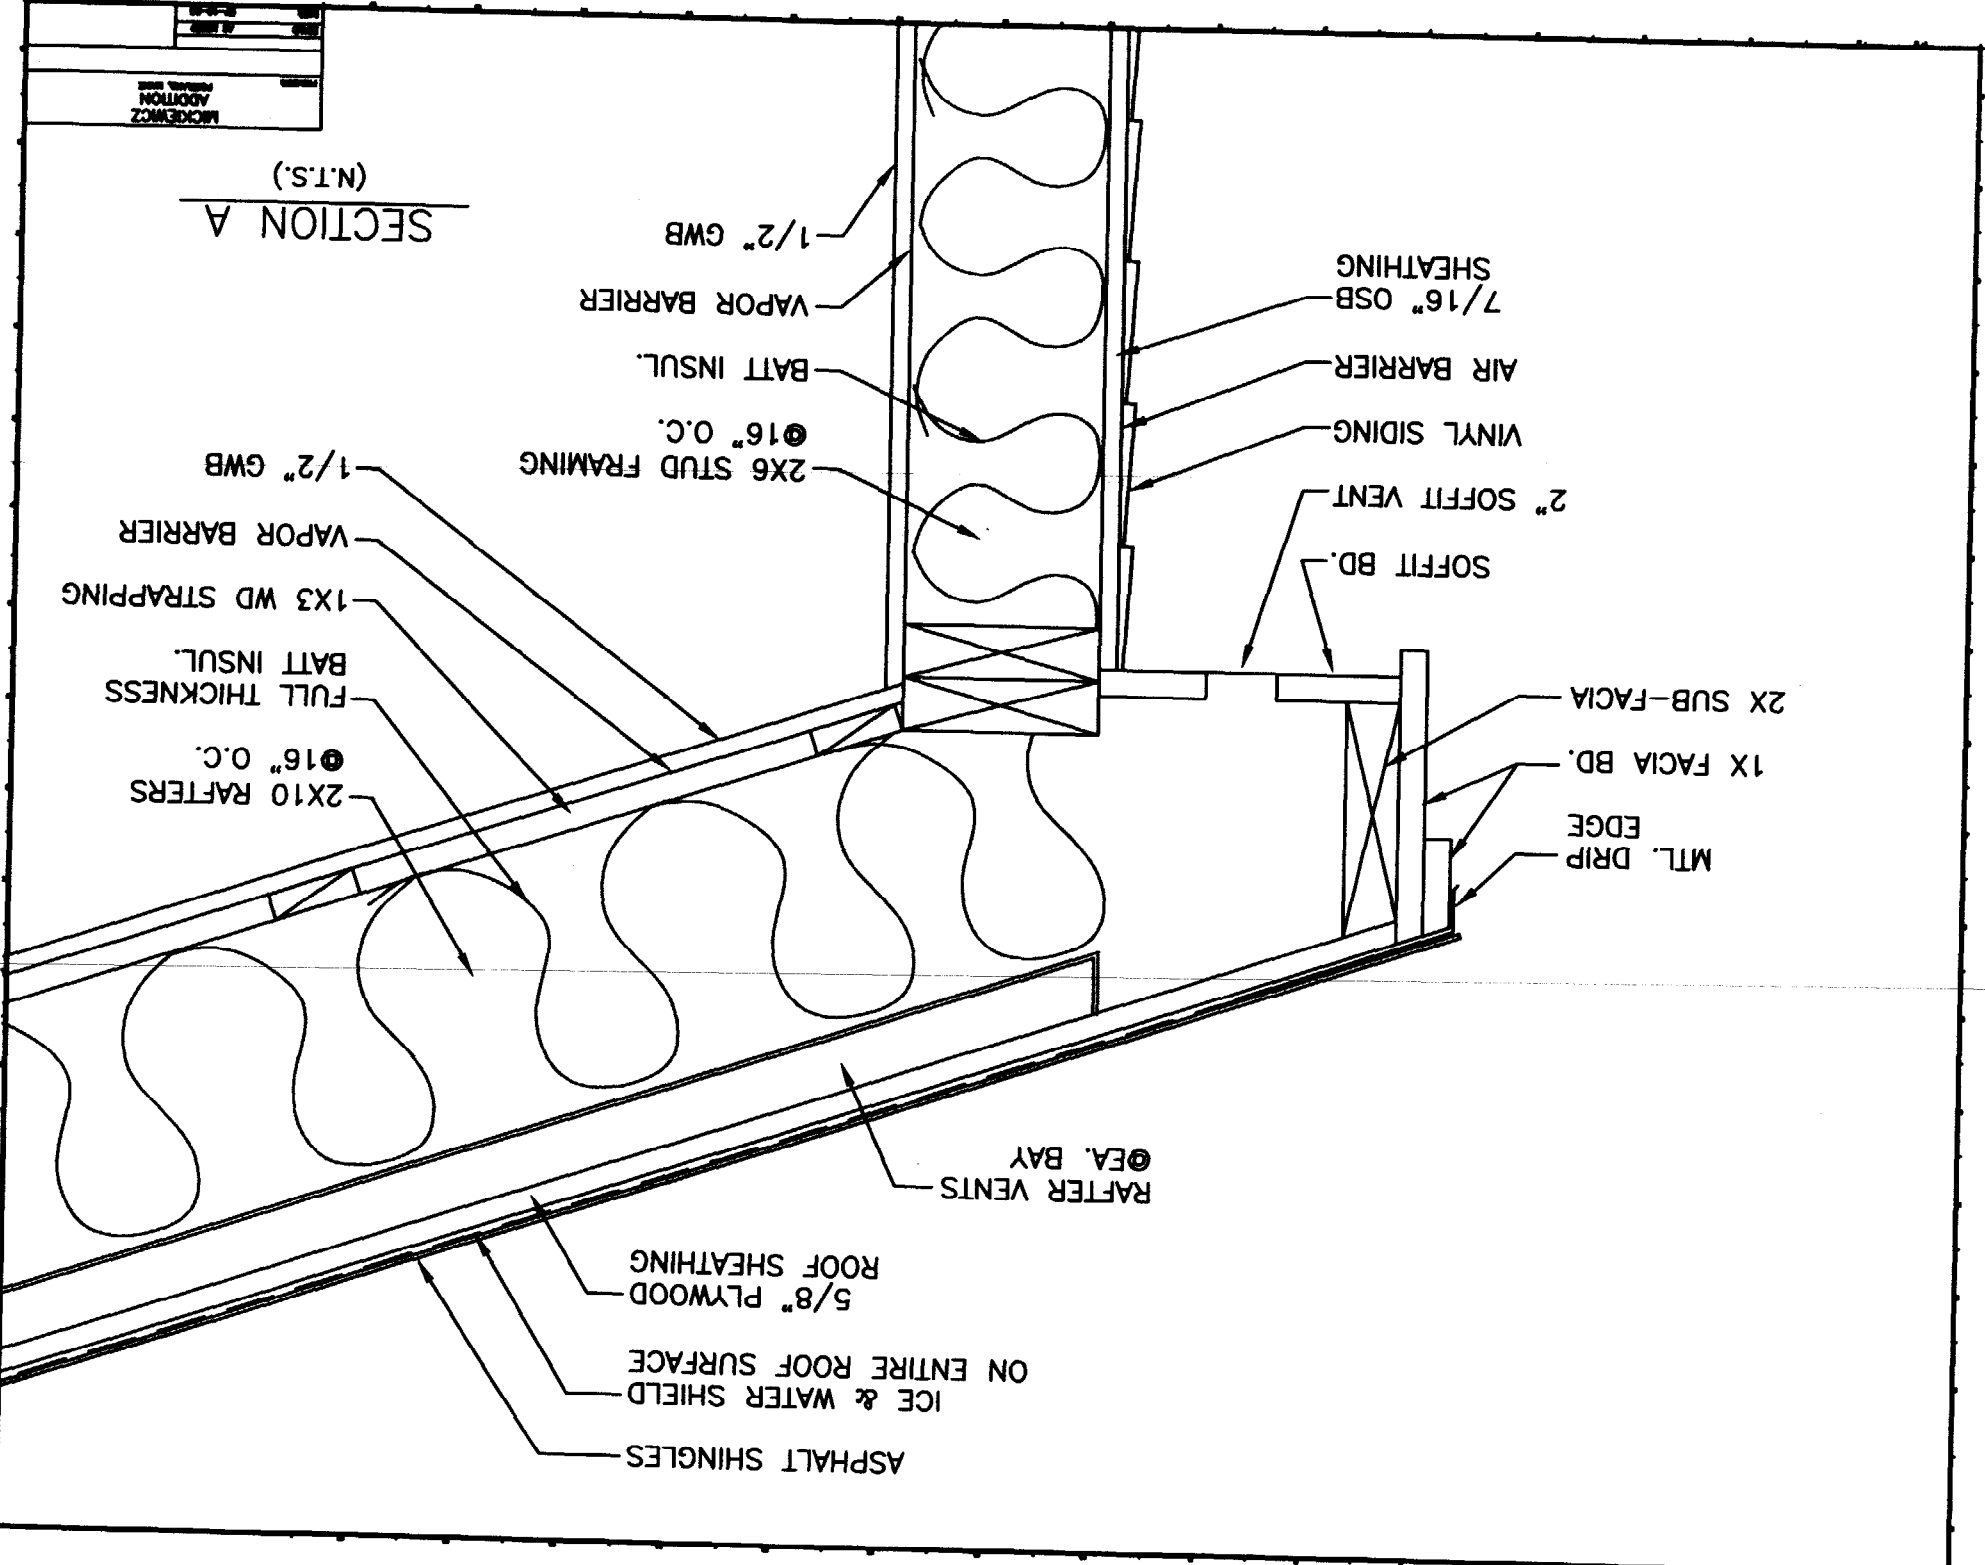 ASPHALT SHINGLES
ICE & WATER SHIELD
ON ENTIRE ROOF SURFACE
5/8" PLYWOOD
ROOF SHEATHING
RAFTER VENTS
@EA. BAY
MTL. DRIP
EDGE
1X FACIA BD.
2X SUB-FACIA
SOFFIT BD.
2" SOFFIT VENT
VINYL SIDING
AIR BARRIER
7/16" OSB
SHEATHING
2X10 RAFTERS
@16" O.C.
FULL THICKNESS
BATT INSUL.
1X3 WD STRAPPING
VAPOR BARRIER
1/2" GWB
2X6 STUD FRAMING
@16" O.C.
BATT INSUL.
VAPOR BARRIER
1/2" GWB
SECTION A
(N.T.S.)
MICKIEWICZ
ADDITION